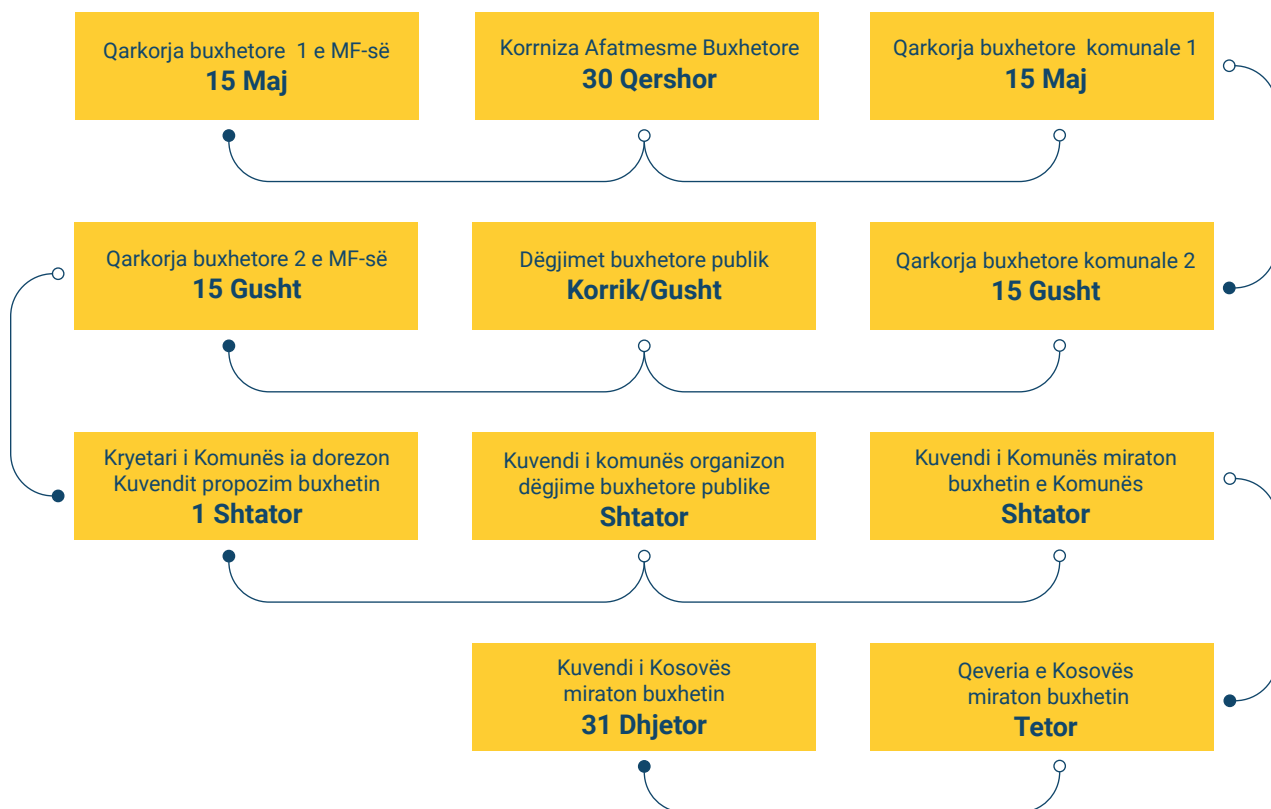 Qarkorja buxhetore 1 e MF-së
15 Maj
Korrniza Afatmesme Buxhetore
30 Qershor
Qarkorja buxhetore komunale 1
15 Maj
Qarkorja buxhetore 2 e MF-së
15 Gusht
Dëgjimet buxhetore publik
Korrik/Gusht
Qarkorja buxhetore komunale 2
15 Gusht
Kryetari i Komunës ia dorezon
Kuvendit propozim buxhetin
1 Shtator
Kuvendi i komunës organizon
dëgjime buxhetore publike
Shtator
Kuvendi i Komunës miraton
buxhetin e Komunës
Shtator
Kuvendi i Kosovës
miraton buxhetin
31 Dhjetor
Qeveria e Kosovës
miraton buxhetin
Tetor